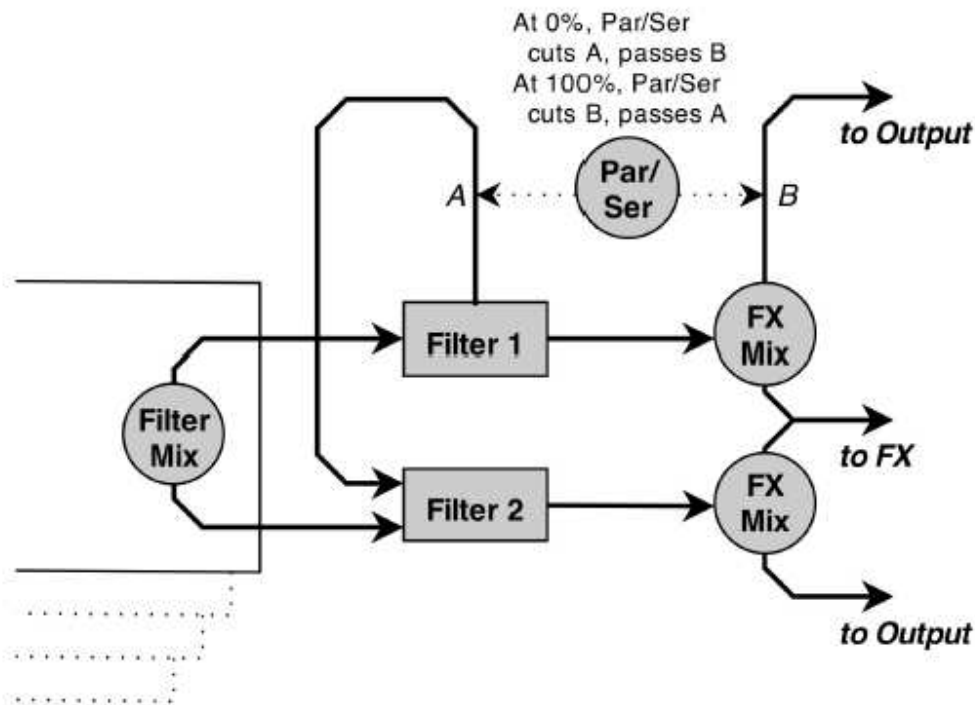 At 0%, Par/Ser
cuts A, passes B
At 100%, Par/Ser
cuts B, passes A
to Output
Par/
Ser
A
B
Filter 1
FX
Mix
Filter
Mix
to FX
Filter 2
FX
Mix
to Output